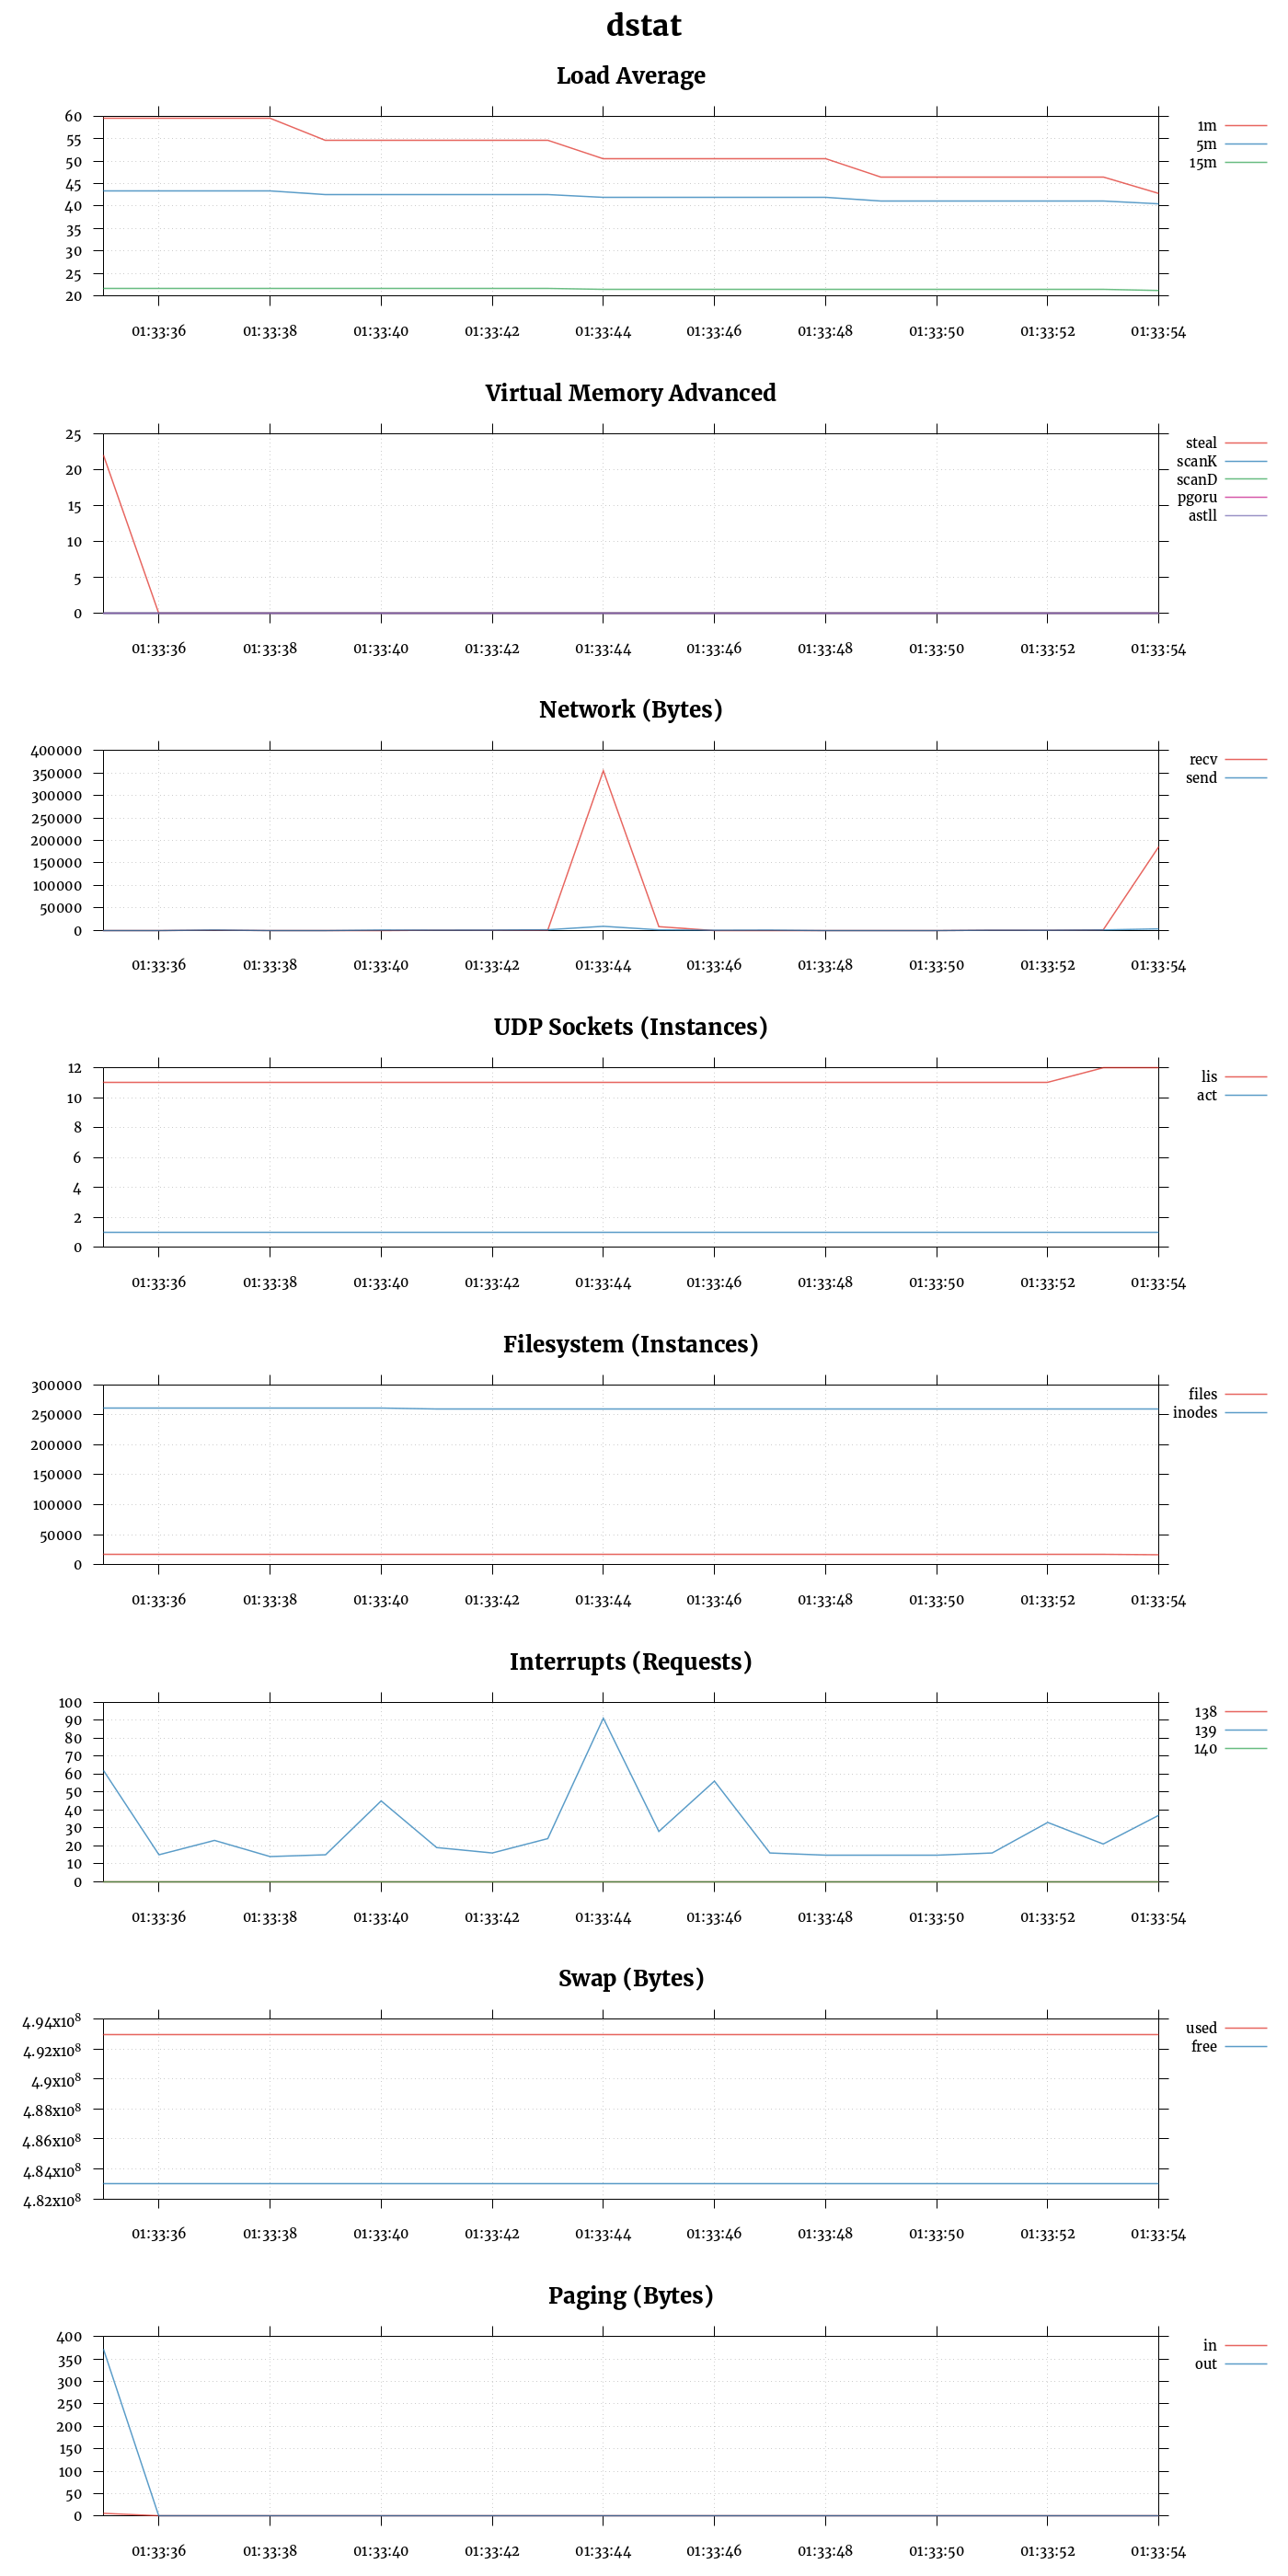 dstat
Load Average
60
55
50
45
40
35
30
25
20
1m
5m
15m
01:33:36 01:33:38 01:33:40 01:33:42 01:33:44 01:33:46 01:33:48 01:33:50 01:33:52 01:33:54
Virtual Memory Advanced
25
20
15
10
5
0
steal
scanK
scanD
pgoru
astll
01:33:36 01:33:38 01:33:40 01:33:42 01:33:44 01:33:46 01:33:48 01:33:50 01:33:52 01:33:54
Network (Bytes)
400000
350000
300000
250000
200000
150000
100000
50000
0
recv
send
01:33:36 01:33:38 01:33:40 01:33:42 01:33:44 01:33:46 01:33:48 01:33:50 01:33:52 01:33:54
UDP Sockets (Instances)
12
10
8
6
4
2
0
lis
act
01:33:36 01:33:38 01:33:40 01:33:42 01:33:44 01:33:46 01:33:48 01:33:50 01:33:52 01:33:54
Filesystem (Instances)
300000
250000
200000
150000
100000
50000
0
files
inodes
01:33:36 01:33:38 01:33:40 01:33:42 01:33:44 01:33:46 01:33:48 01:33:50 01:33:52 01:33:54
Interrupts (Requests)
100
90
80
70
60
50
40
30
20
10
0
138
139
140
01:33:36 01:33:38 01:33:40 01:33:42 01:33:44 01:33:46 01:33:48 01:33:50 01:33:52 01:33:54
Swap (Bytes)
4.94x10⁸
4.92x10⁸
4.9x10⁸
4.88x10⁸
4.86x10⁸
4.84x10⁸
4.82x10⁸
used
free
01:33:36 01:33:38 01:33:40 01:33:42 01:33:44 01:33:46 01:33:48 01:33:50 01:33:52 01:33:54
Paging (Bytes)
400
350
300
250
200
150
100
50
0
in
out
01:33:36 01:33:38 01:33:40 01:33:42 01:33:44 01:33:46 01:33:48 01:33:50 01:33:52 01:33:54